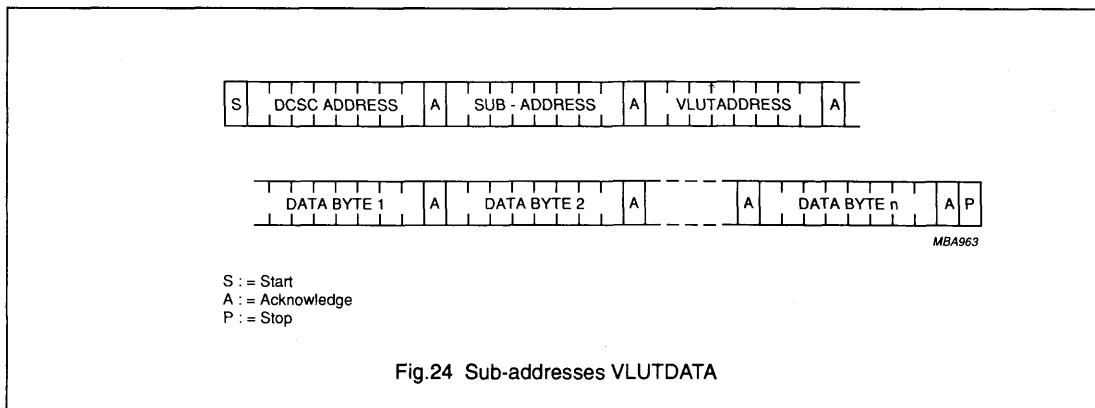 S DCSC ADDRESS A SUB - ADDRESS A VLUTADDRESS A
DATA BYTE 1 A DATA BYTE 2 A A DATA BYTE n A P
MBA963
S : = Start
A : = Acknowledge
P : = Stop
Fig.24 Sub-addresses VLUTDATA